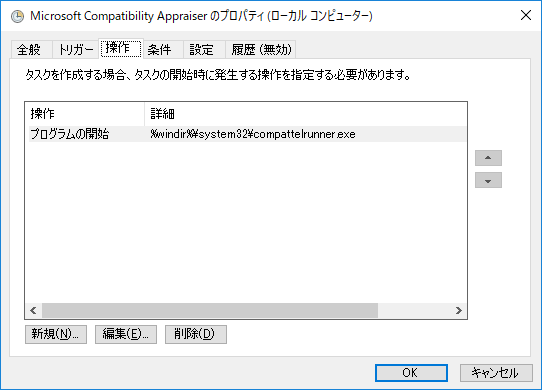 Microsoft Compatibility Appraiser のプロパティ (ローカル コンピューター)
全般 トリガー 操作 条件 設定 履歴 (無効)
タスクを作成する場合、タスクの開始時に発生する操作を指定する必要があります。
操作 詳細
プログラムの開始 %windir%¥system32¥compattelrunner.exe
新規(N)... 編集(E)... 削除(D)
OK キャンセル